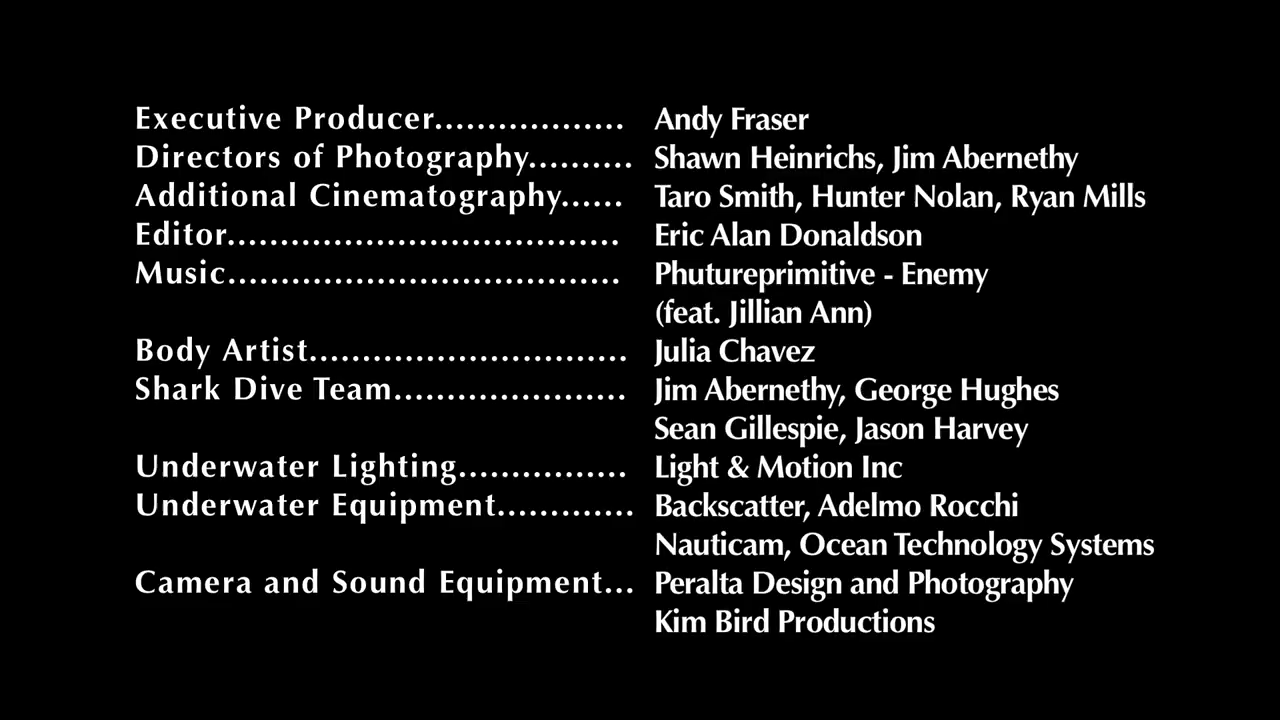 Executive Producer.................. Andy Fraser
Directors of Photography.......... Shawn Heinrichs, Jim Abernethy
Additional Cinematography...... Taro Smith, Hunter Nolan, Ryan Mills
Editor..................................... Eric Alan Donaldson
Music..................................... Phutureprimitive - Enemy
(feat. Jillian Ann)
Body Artist.............................. Julia Chavez
Shark Dive Team...................... Jim Abernethy, George Hughes
Sean Gillespie, Jason Harvey
Underwater Lighting................ Light & Motion Inc
Underwater Equipment............. Backscatter, Adelmo Rocchi
Nauticam, Ocean Technology Systems
Camera and Sound Equipment... Peralta Design and Photography
Kim Bird Productions